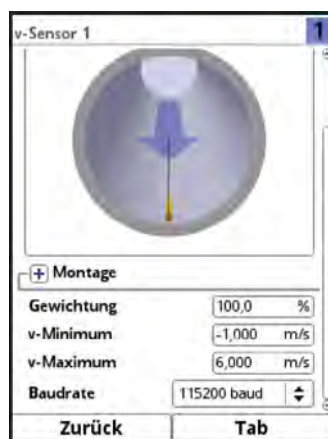 v-Sensor 1 1
+ Montage
Gewichtung 100,0 %
v-Minimum -1,000 m/s
v-Maximum 6,000 m/s
Baudrate 115200 baud
Zurück Tab